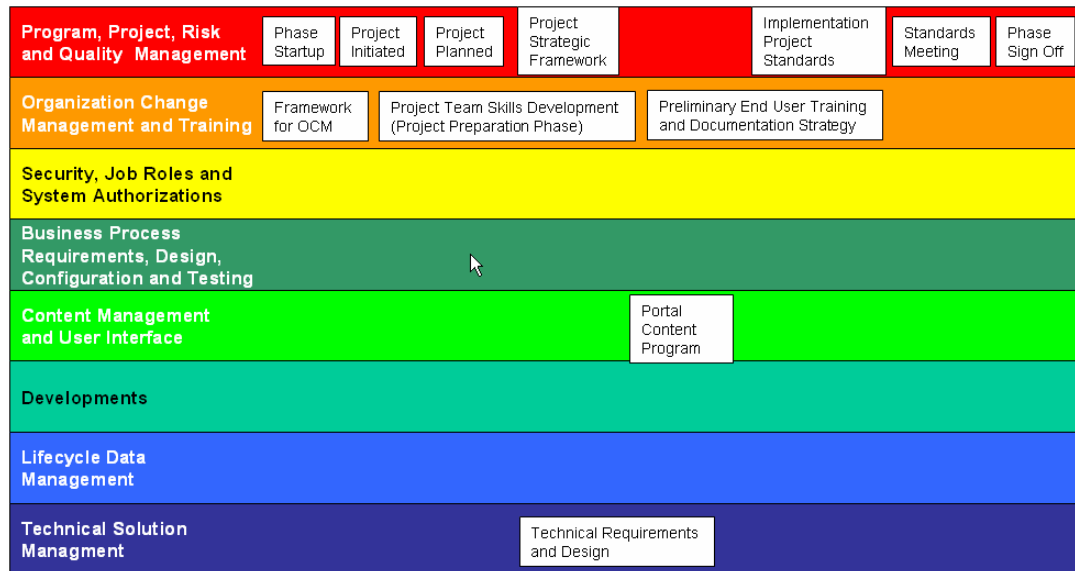 Program, Project, Risk
and Quality Management
Phase
Startup
Project
Initiated
Project
Planned
Project
Strategic
Framework
Implementation
Project
Standards
Standards
Meeting
Phase
Sign Off
Organization Change
Management and Training
Framework
for OCM
Project Team Skills Development
(Project Preparation Phase)
Preliminary End User Training
and Documentation Strategy
Security, Job Roles and
System Authorizations
Business Process
Requirements, Design,
Configuration and Testing
Content Management
and User Interface
Portal
Content
Program
Developments
Lifecycle Data
Management
Technical Solution
Managment
Technical Requirements
and Design